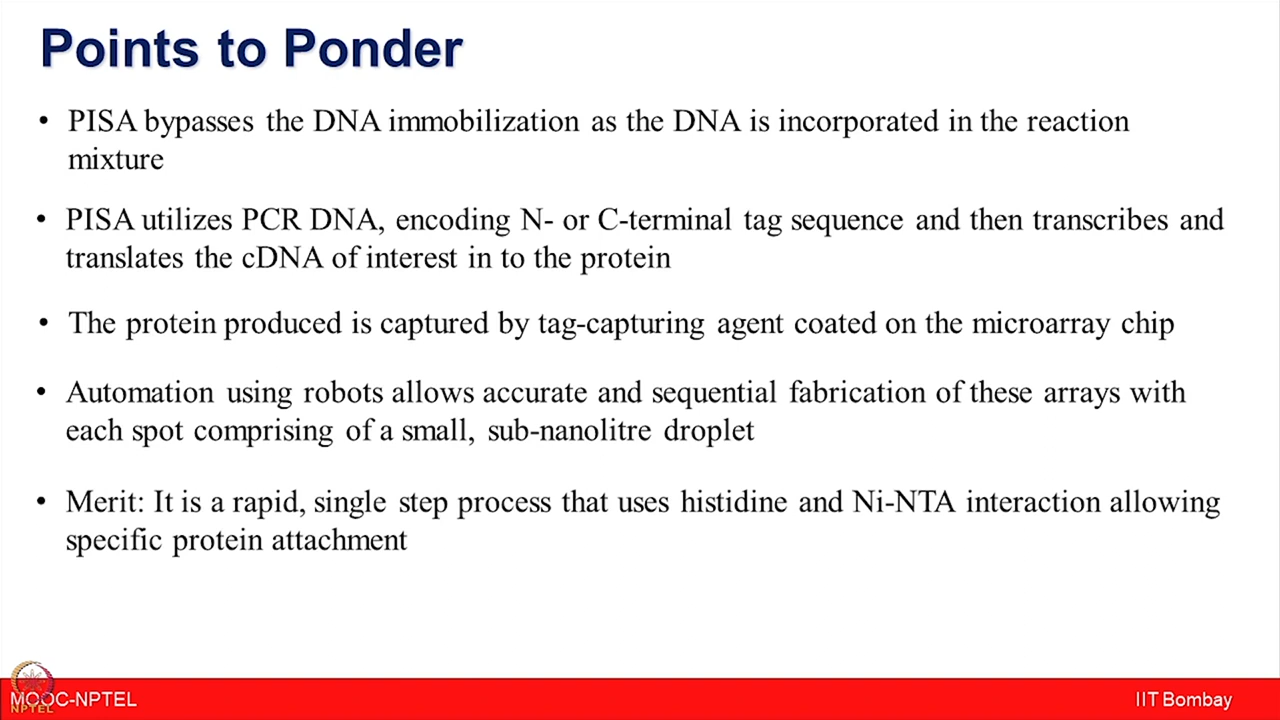 Points to Ponder
• PISA bypasses the DNA immobilization as the DNA is incorporated in the reaction
mixture
• PISA utilizes PCR DNA, encoding N- or C-terminal tag sequence and then transcribes and
translates the cDNA of interest in to the protein
• The protein produced is captured by tag-capturing agent coated on the microarray chip
• Automation using robots allows accurate and sequential fabrication of these arrays with
each spot comprising of a small, sub-nanolitre droplet
• Merit: It is a rapid, single step process that uses histidine and Ni-NTA interaction allowing
specific protein attachment
MOOC-NPTEL
NPTEL
IIT Bombay